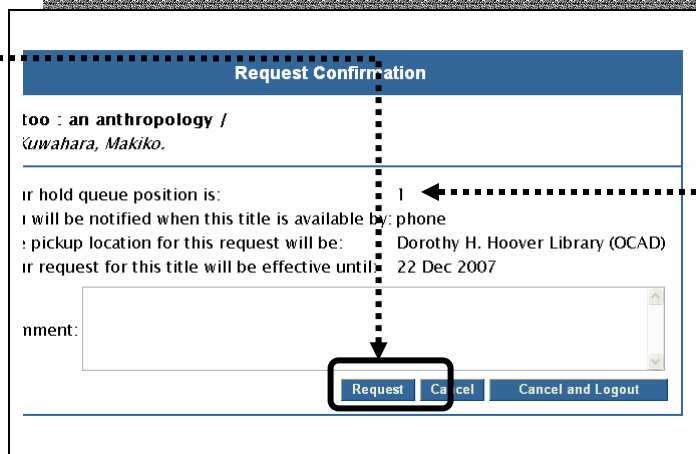 Request Confirmation
too : an anthropology /
Kuwahara, Makiko.
ur hold queue position is: 1
will be notified when this title is available by: phone
pickup location for this request will be: Dorothy H. Hoover Library (OCAD)
ur request for this title will be effective until: 22 Dec 2007
mment:
Request Cancel Cancel and Logout